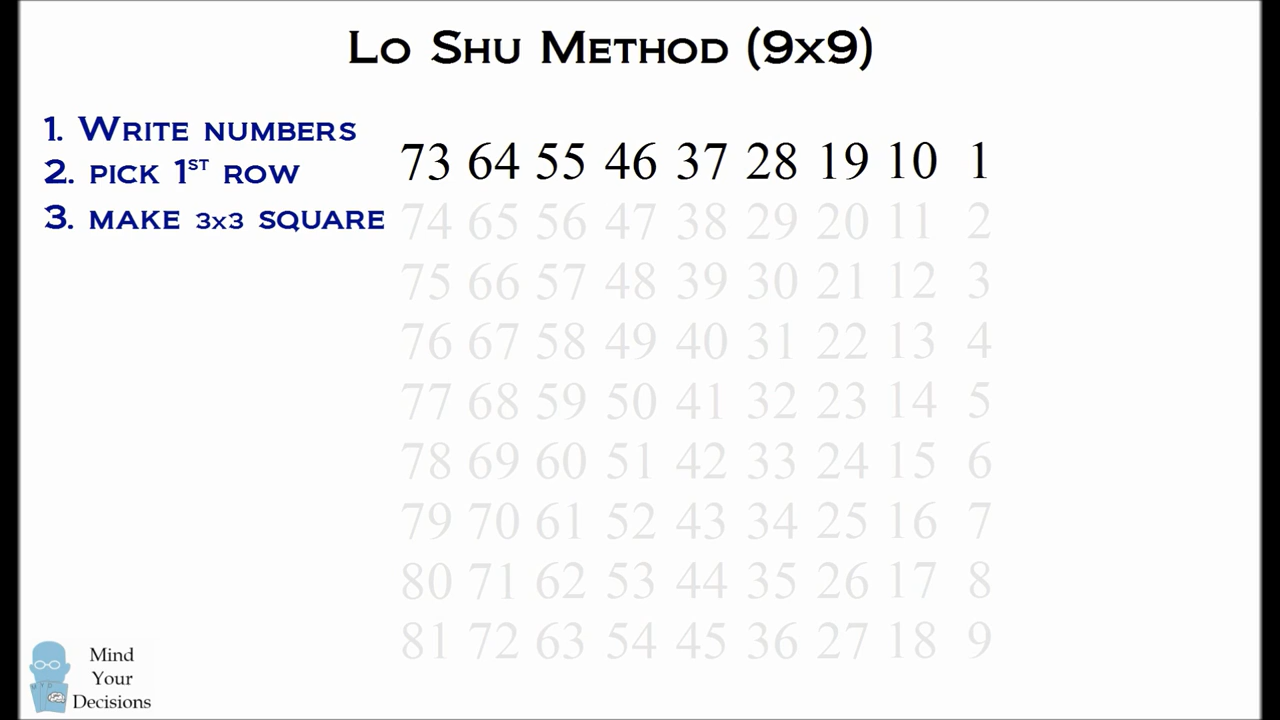 Lo Shu Method (9x9)
1. Write numbers
2. pick 1st row
3. make 3x3 square
73 64 55 46 37 28 19 10 1
74 65 56 47 38 29 20 11 2
75 66 57 48 39 30 21 12 3
76 67 58 49 40 31 22 13 4
77 68 59 50 41 32 23 14 5
78 69 60 51 42 33 24 15 6
79 70 61 52 43 34 25 16 7
80 71 62 53 44 35 26 17 8
81 72 63 54 45 36 27 18 9
Mind
Your
Decisions